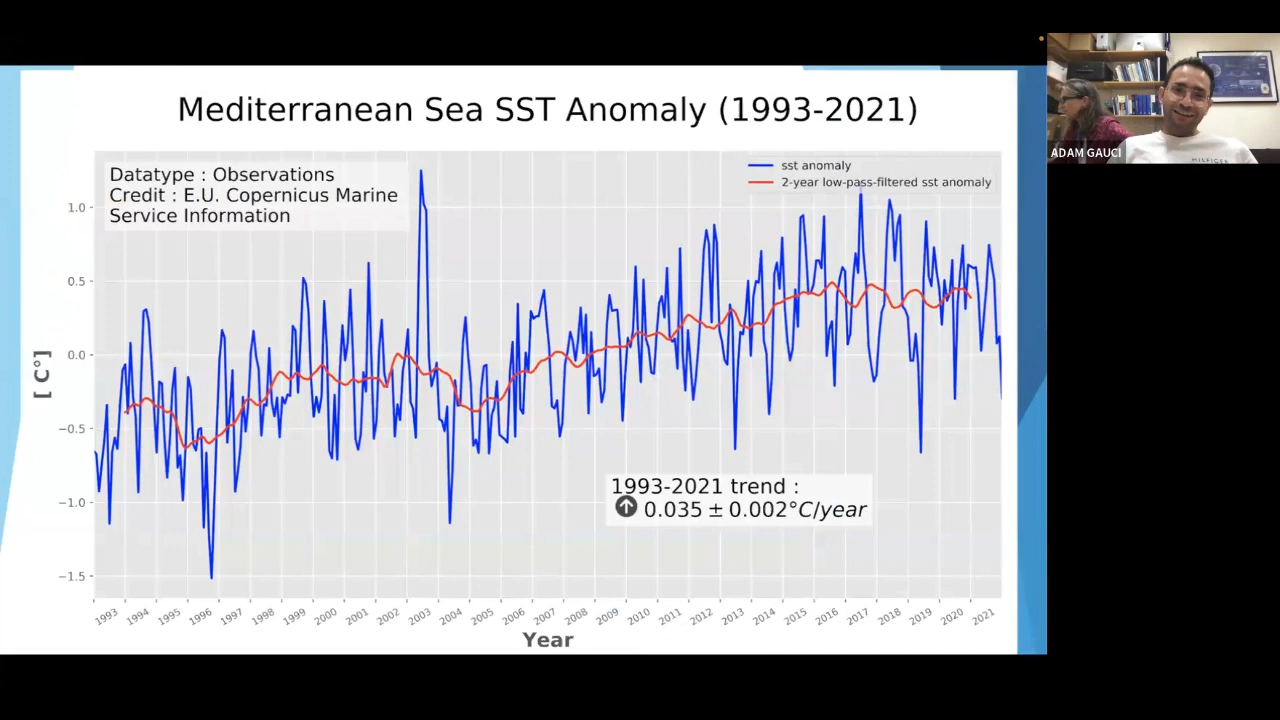 Mediterranean Sea SST Anomaly (1993-2021)
Datatype : Observations
Credit : E.U. Copernicus Marine
Service Information
sst anomaly
2-year low-pass-filtered sst anomaly
1.0
0.5
0.0
−0.5
−1.0
−1.5
[ C°]
1993-2021 trend :
0.035 ± 0.002°C/year
1993 1994 1995 1996 1997 1998 1999 2000 2001 2002 2003 2004 2005 2006 2007 2008 2009 2010 2011 2012 2013 2014 2015 2016 2017 2018 2019 2020 2021
Year
HILFIGER
ADAM GAUCI